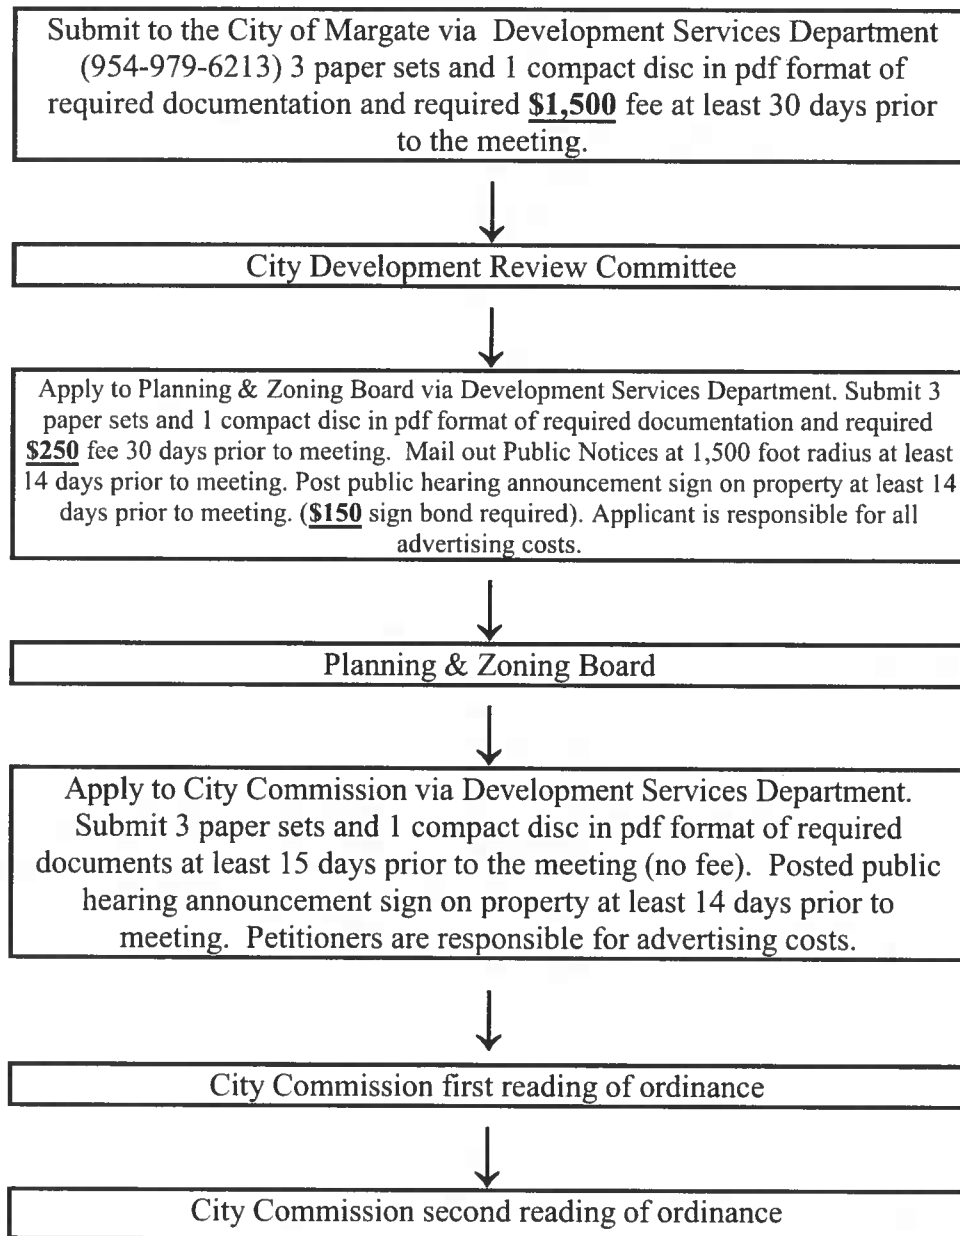 Submit to the City of Margate via Development Services Department
(954-979-6213) 3 paper sets and 1 compact disc in pdf format of
required documentation and required $1,500 fee at least 30 days prior
to the meeting.
City Development Review Committee
Apply to Planning & Zoning Board via Development Services Department. Submit 3
paper sets and 1 compact disc in pdf format of required documentation and required
$250 fee 30 days prior to meeting. Mail out Public Notices at 1,500 foot radius at least
14 days prior to meeting. Post public hearing announcement sign on property at least 14
days prior to meeting. ($150 sign bond required). Applicant is responsible for all
advertising costs.
Planning & Zoning Board
Apply to City Commission via Development Services Department.
Submit 3 paper sets and 1 compact disc in pdf format of required
documents at least 15 days prior to the meeting (no fee). Posted public
hearing announcement sign on property at least 14 days prior to
meeting. Petitioners are responsible for advertising costs.
City Commission first reading of ordinance
City Commission second reading of ordinance